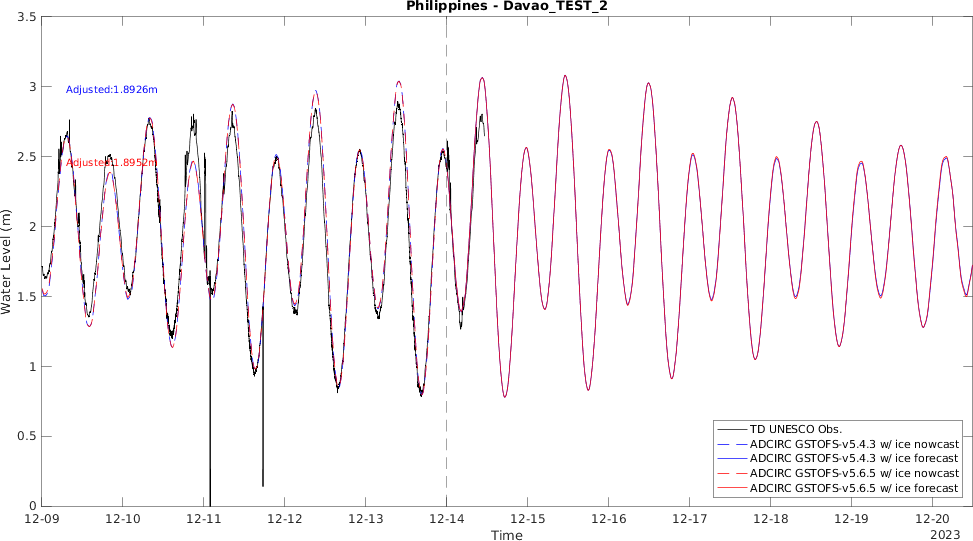 Philippines - Davao_TEST_2
3.5
3
2.5
2
1.5
1
0.5
0
Water Level (m)
Adjusted:1.8926m
Adjusted:1.8952m
TD UNESCO Obs.
ADCIRC GSTOFS-v5.4.3 w/ ice nowcast
ADCIRC GSTOFS-v5.4.3 w/ ice forecast
ADCIRC GSTOFS-v5.6.5 w/ ice nowcast
ADCIRC GSTOFS-v5.6.5 w/ ice forecast
12-09 12-10 12-11 12-12 12-13 12-14 12-15 12-16 12-17 12-18 12-19 12-20
2023
Time